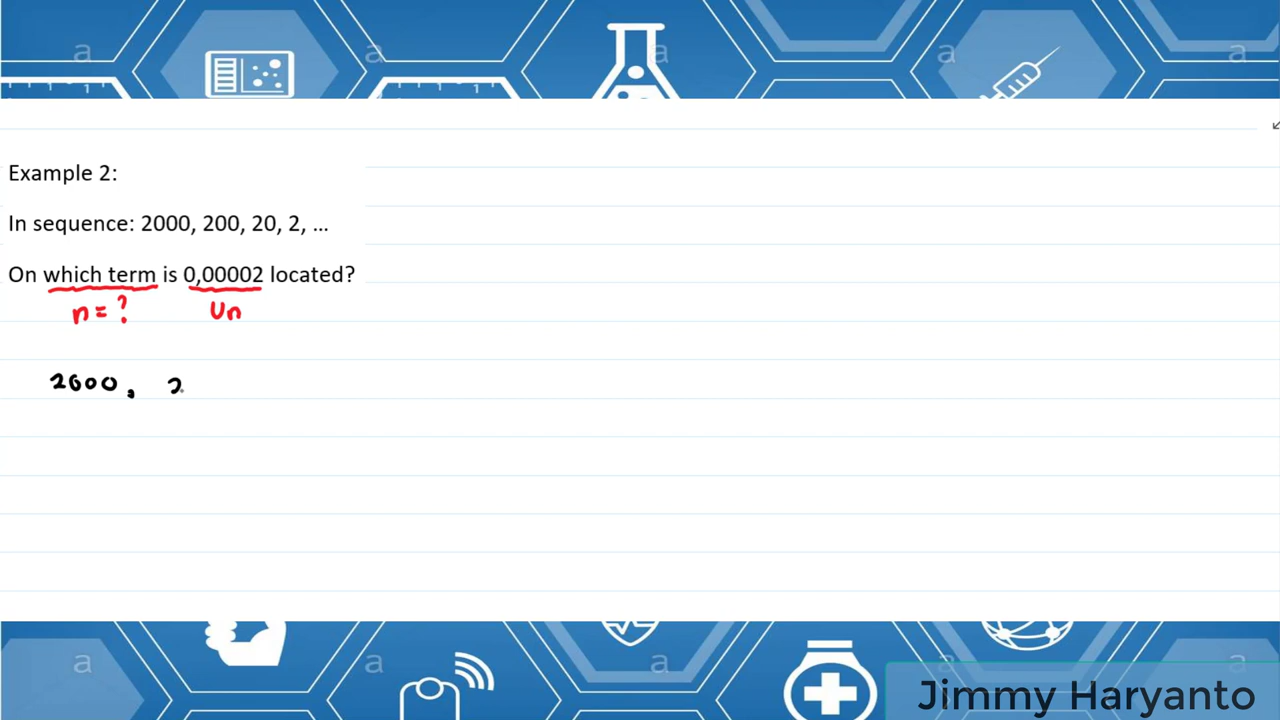 a a a a a
Example 2:
In sequence: 2000, 200, 20, 2, ...
On which term is 0,00002 located?
n = ? Un
2000, 2
a a a a a
Jimmy Haryanto